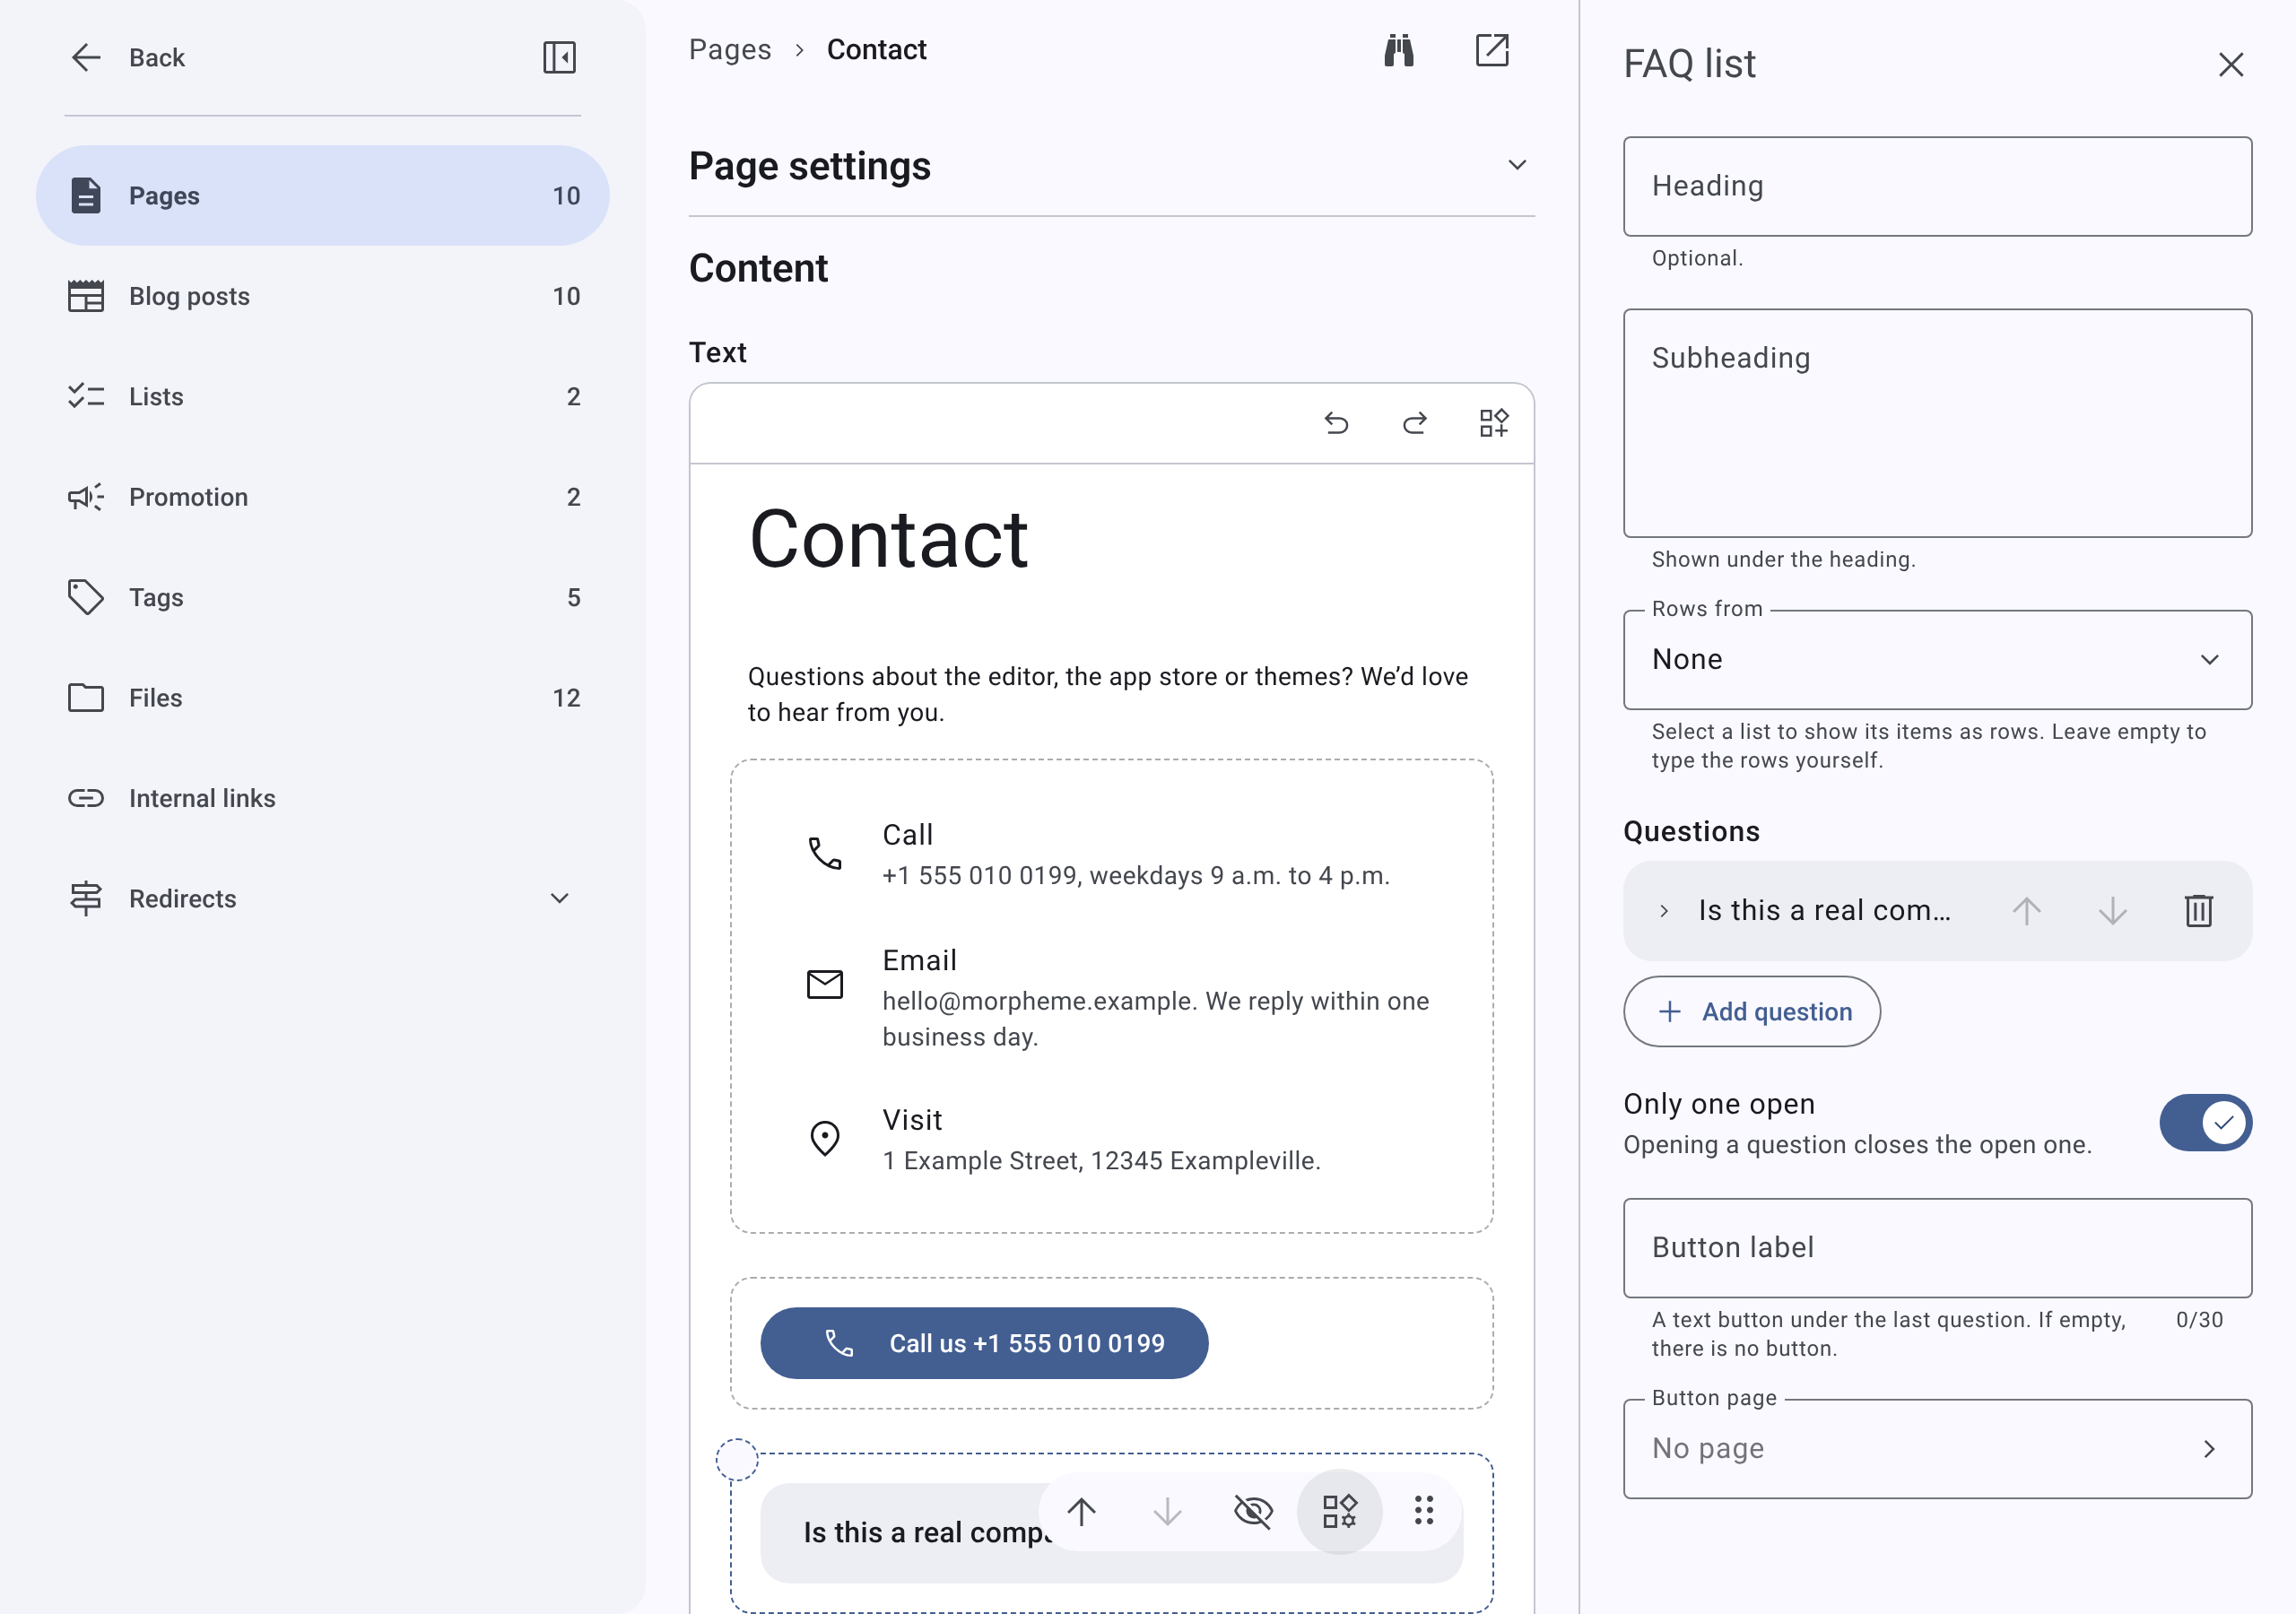 Back
Pages 10
Blog posts 10
Lists 2
Promotion 2
Tags 5
Files 12
Internal links
Redirects
Pages > Contact
Page settings
Content
Text
Contact
Questions about the editor, the app store or themes? We’d love
to hear from you.
Call
+1 555 010 0199, weekdays 9 a.m. to 4 p.m.
Email
hello@morpheme.example. We reply within one
business day.
Visit
1 Example Street, 12345 Exampleville.
Call us +1 555 010 0199
Is this a real
FAQ list
Heading
Optional.
Subheading
Shown under the heading.
Rows from
None
Select a list to show its items as rows. Leave empty to
type the rows yourself.
Questions
Is this a real com…
Add question
Only one open
Opening a question closes the open one.
Button label
A text button under the last question. If empty, 0/30
there is no button.
Button page
No page